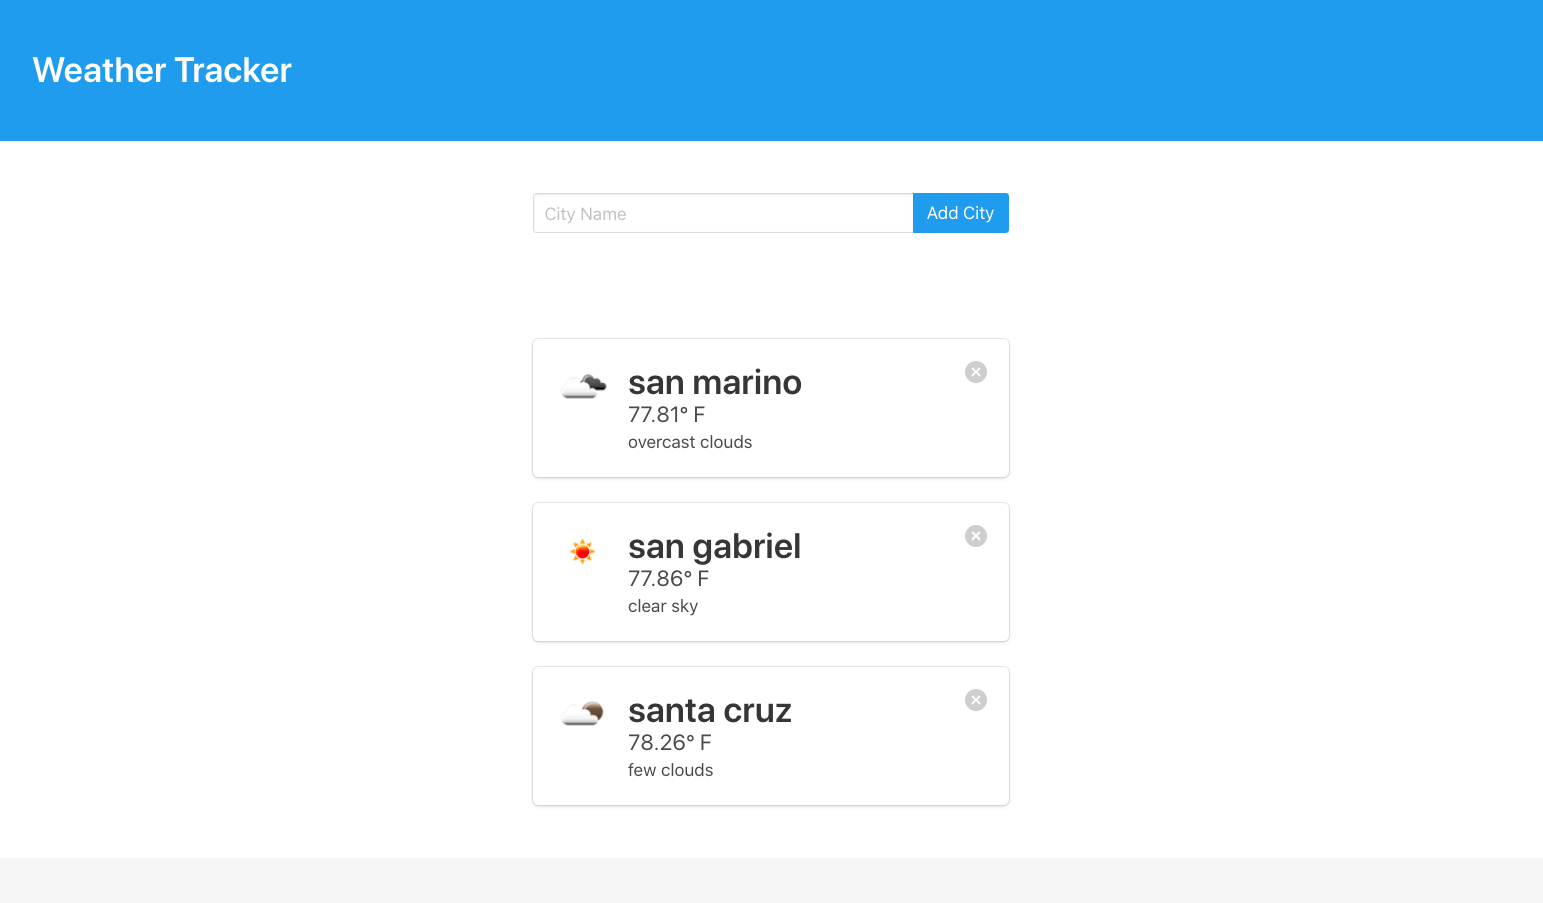 Weather Tracker
City Name
Add City
san marino
77.81° F
overcast clouds
san gabriel
77.86° F
clear sky
santa cruz
78.26° F
few clouds